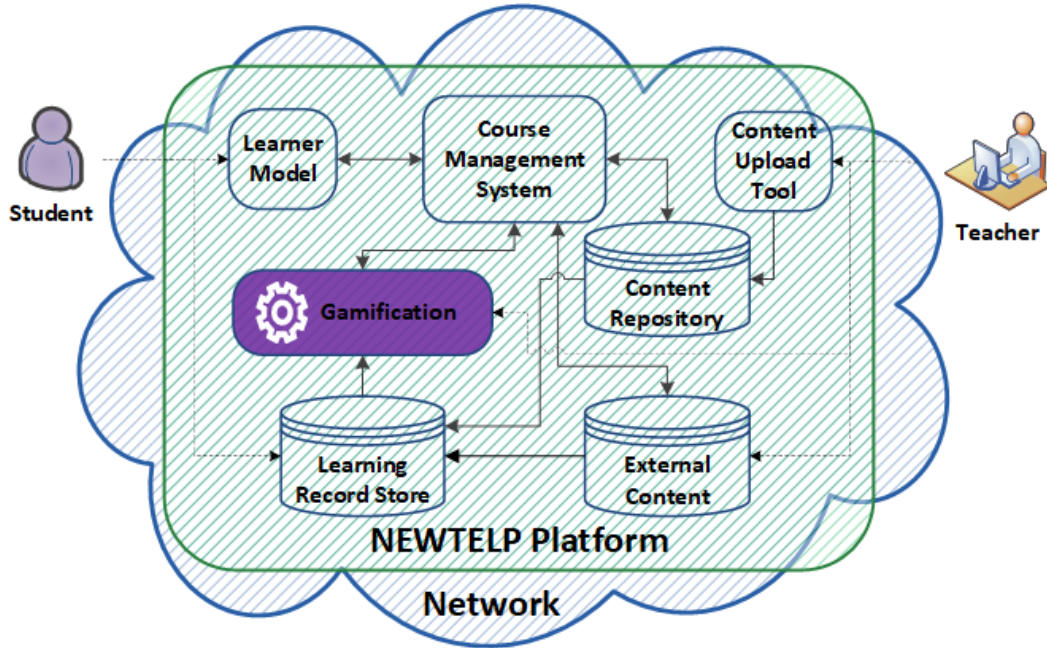 Learner
Model
Course
Management
System
Content
Upload
Tool
Student
Teacher
Gamification
Content
Repository
Learning
Record Store
External
Content
NEWTELP Platform
Network